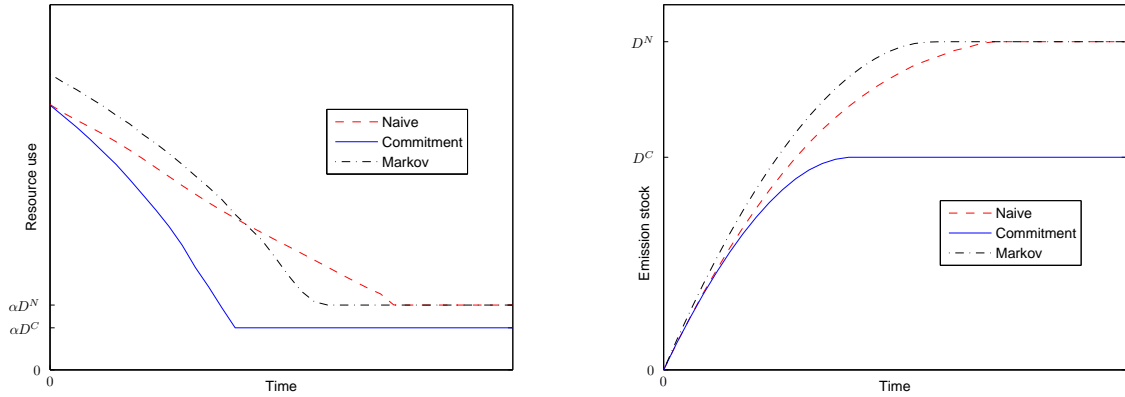 Resource use
Naive
Commitment
Markov
αD^N
αD^C
0
0
Time
Emission stock
D^N
D^C
Naive
Commitment
Markov
0
0
Time